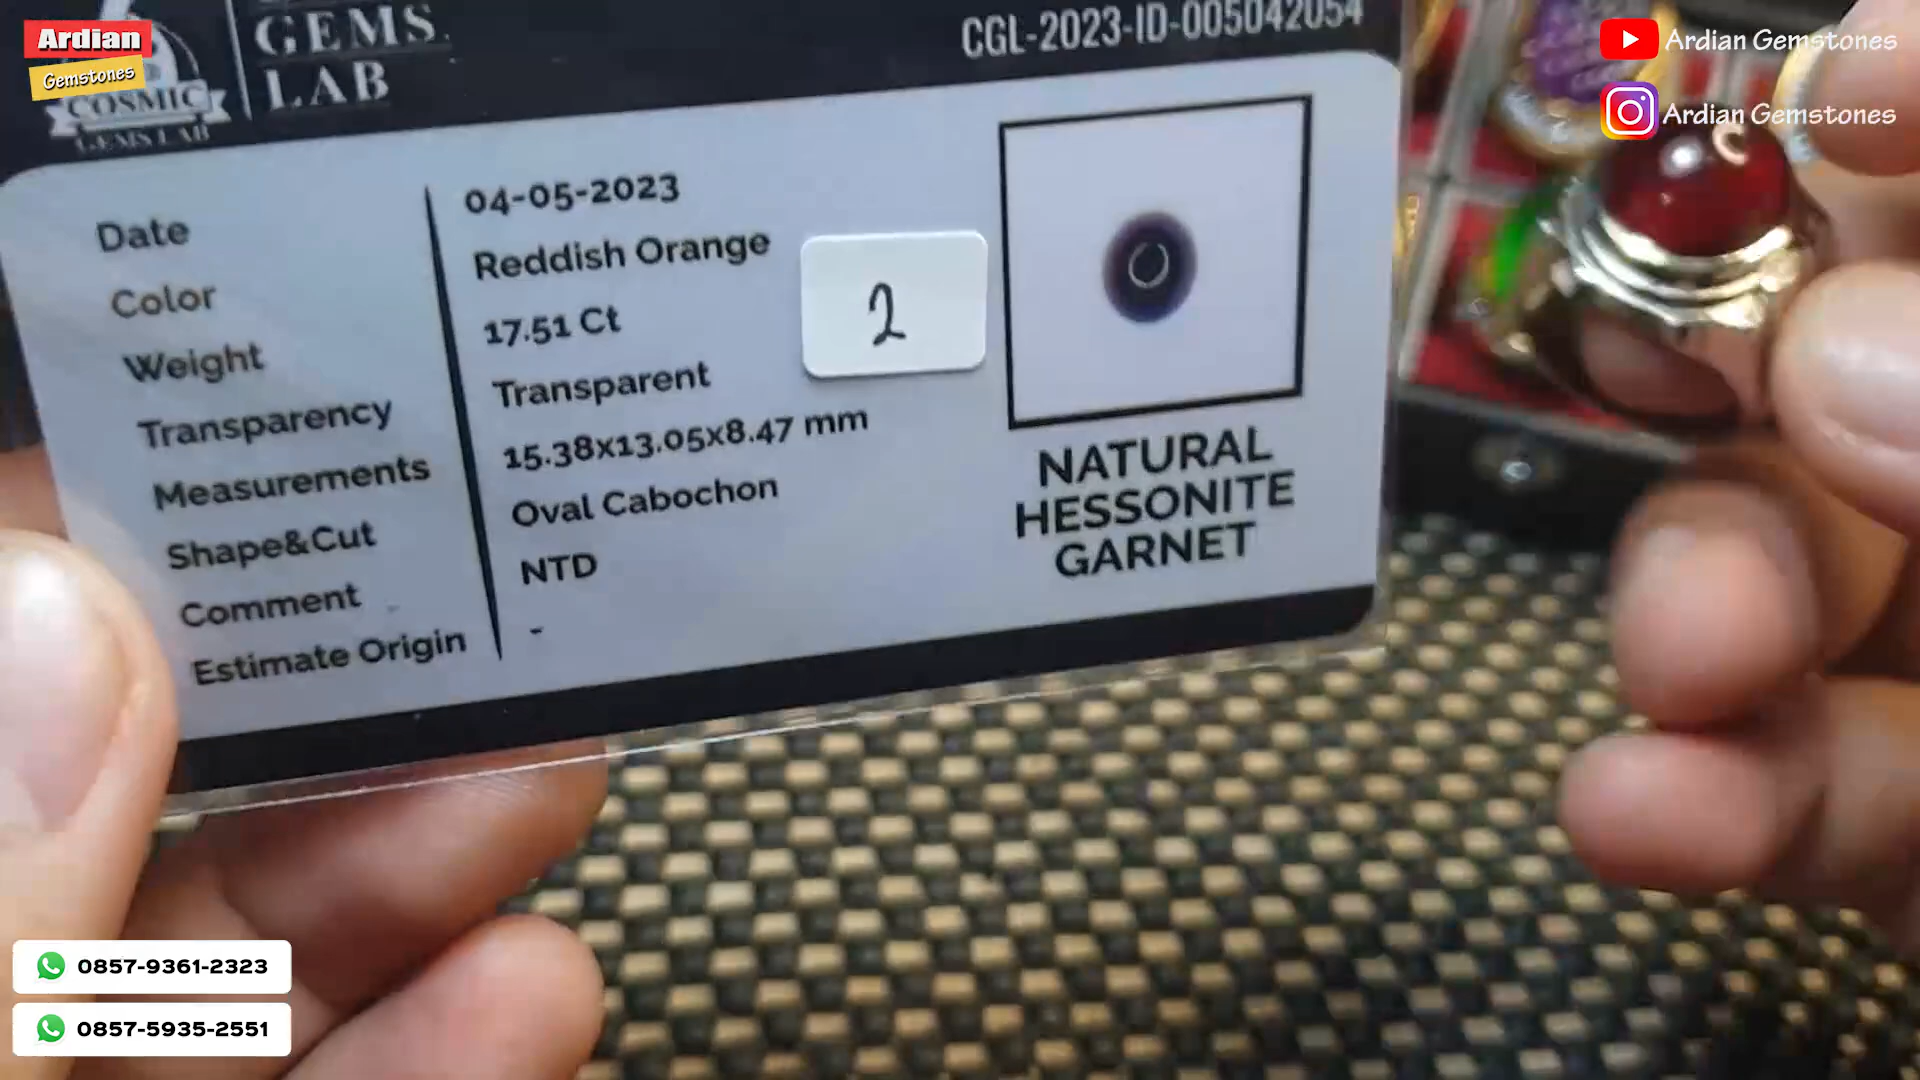 Ardian
Gemstones
COSMIC
GEMS LAB
GEMS
LAB
CGL-2023-ID-005042054
Ardian Gemstones
Ardian Gemstones
Date 04-05-2023
Color Reddish Orange
Weight 17.51 Ct
Transparency Transparent
Measurements 15.38x13.05x8.47 mm
Shape&Cut Oval Cabochon
Comment NTD
Estimate Origin -
2
NATURAL
HESSONITE
GARNET
0857-9361-2323
0857-5935-2551